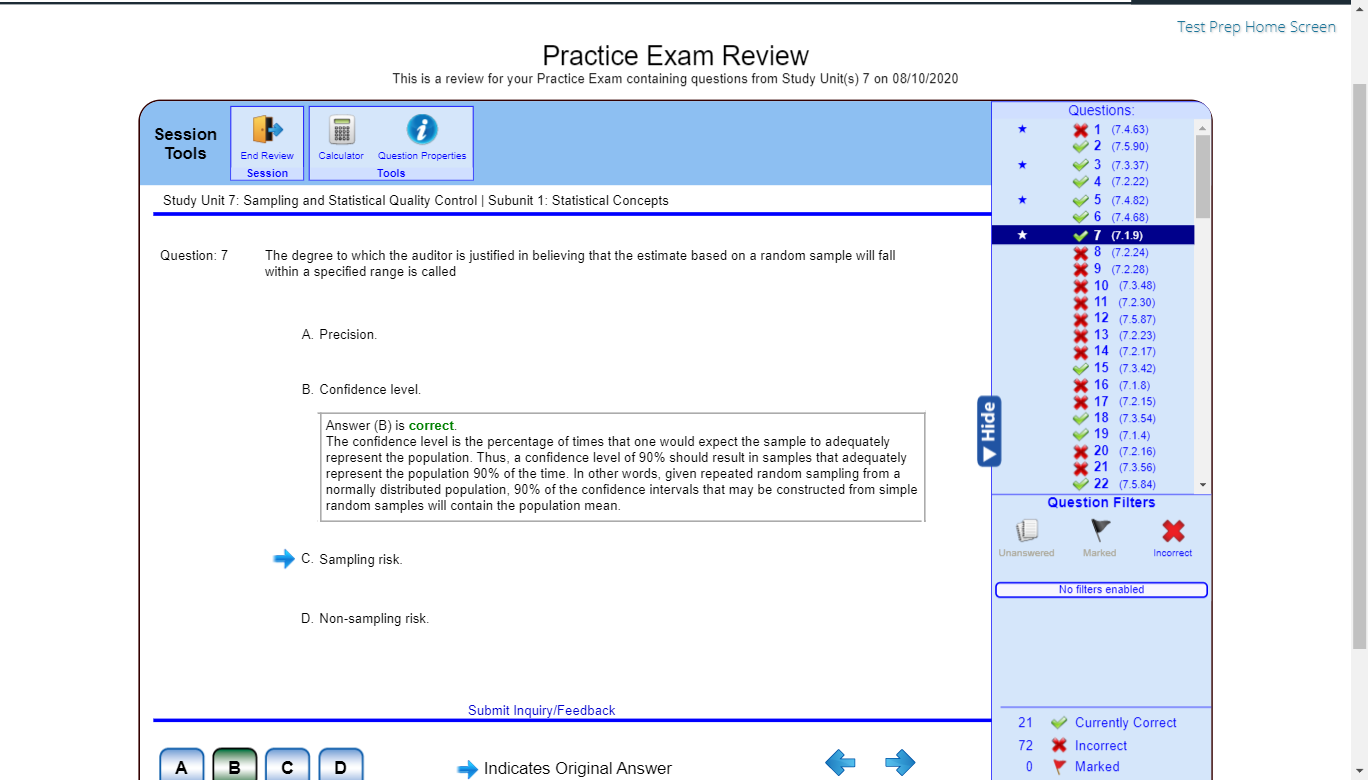 Test Prep Home Screen
Practice Exam Review
This is a review for your Practice Exam containing questions from Study Unit(s) 7 on 08/10/2020
Session
Tools
End Review
Session
Calculator
Question Properties
Tools
Study Unit 7: Sampling and Statistical Quality Control | Subunit 1: Statistical Concepts
Question: 7
The degree to which the auditor is justified in believing that the estimate based on a random sample will fall
within a specified range is called
A. Precision.
B. Confidence level.
Answer (B) is correct.
The confidence level is the percentage of times that one would expect the sample to adequately
represent the population. Thus, a confidence level of 90% should result in samples that adequately
represent the population 90% of the time. In other words, given repeated random sampling from a
normally distributed population, 90% of the confidence intervals that may be constructed from simple
random samples will contain the population mean.
C. Sampling risk.
D. Non-sampling risk.
Submit Inquiry/Feedback
A
B
C
D
Indicates Original Answer
Hide
Questions:
1 (7.4.63)
2 (7.5.90)
3 (7.3.37)
4 (7.2.22)
5 (7.4.82)
6 (7.4.68)
7 (7.1.9)
8 (7.2.24)
9 (7.2.28)
10 (7.3.48)
11 (7.2.30)
12 (7.5.87)
13 (7.2.23)
14 (7.2.17)
15 (7.3.42)
16 (7.1.8)
17 (7.2.15)
18 (7.3.54)
19 (7.1.4)
20 (7.2.16)
21 (7.3.56)
22 (7.5.84)
Question Filters
Unanswered
Marked
Incorrect
No filters enabled
21 Currently Correct
72 Incorrect
0 Marked